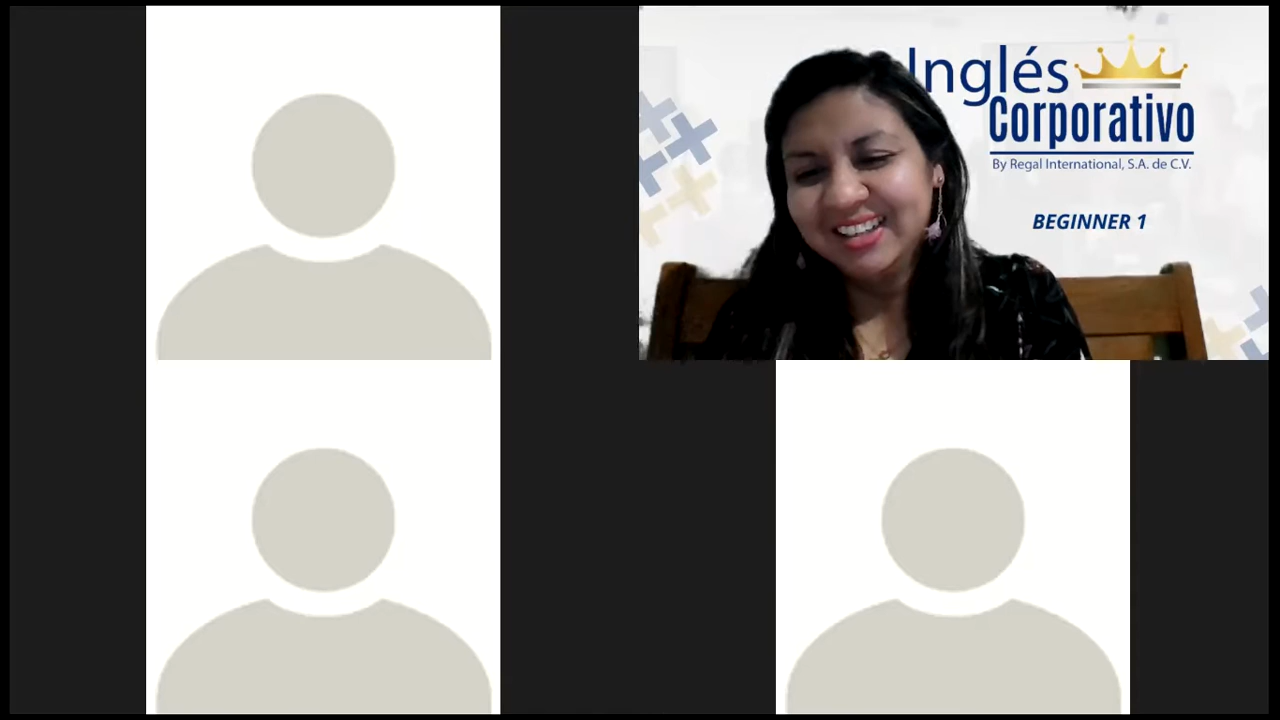 Inglés
Corporativo
By Regal International, S.A. de C.V.
BEGINNER 1